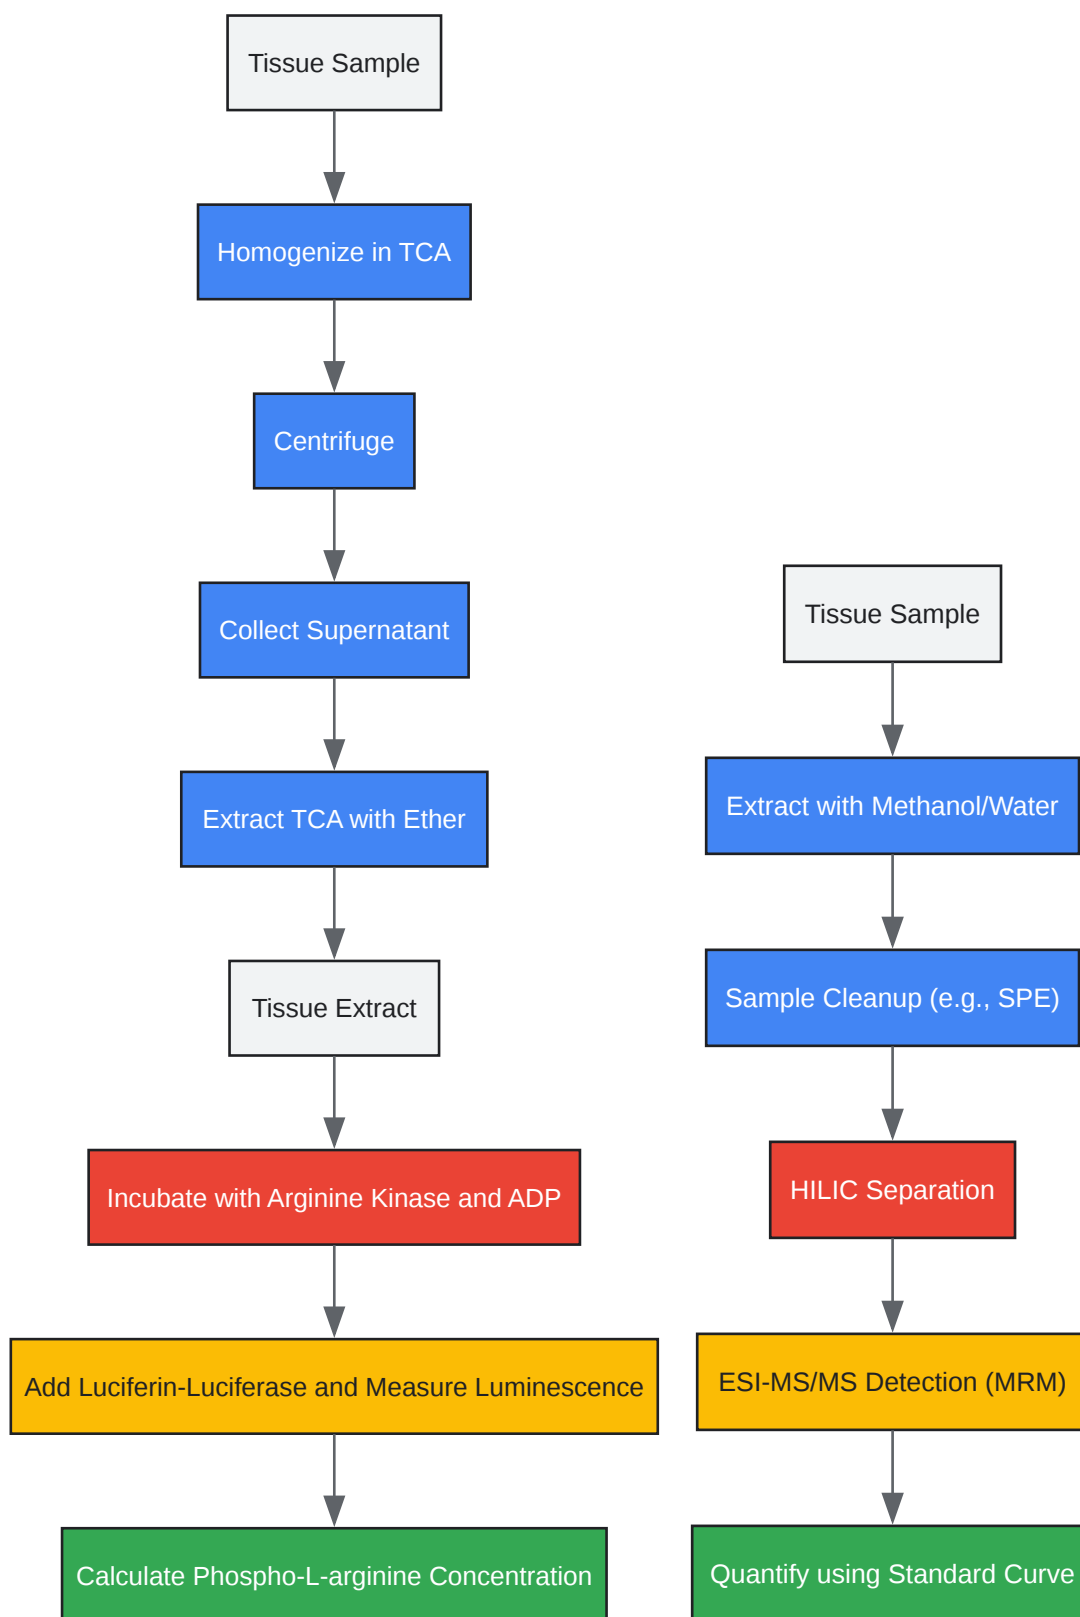 Tissue Sample
Homogenize in TCA
Centrifuge
Collect Supernatant
Extract TCA with Ether
Tissue Extract
Incubate with Arginine Kinase and ADP
Add Luciferin-Luciferase and Measure Luminescence
Calculate Phospho-L-arginine Concentration
Tissue Sample
Extract with Methanol/Water
Sample Cleanup (e.g., SPE)
HILIC Separation
ESI-MS/MS Detection (MRM)
Quantify using Standard Curve